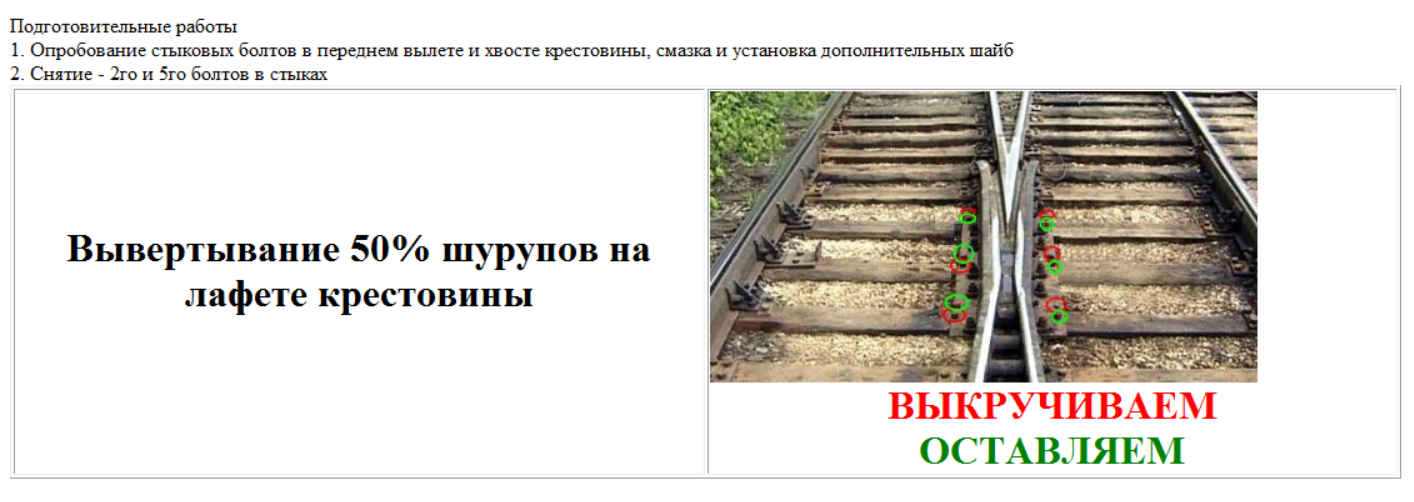 Подготовительные работы
1. Опробование стыковых болтов в переднем вылете и хвосте крестовины, смазка и установка дополнительных шайб
2. Снятие - 2го и 5го болтов в стыках
Вывертывание 50% шурупов на
лафете крестовины
ВЫКРУЧИВАЕМ
ОСТАВЛЯЕМ